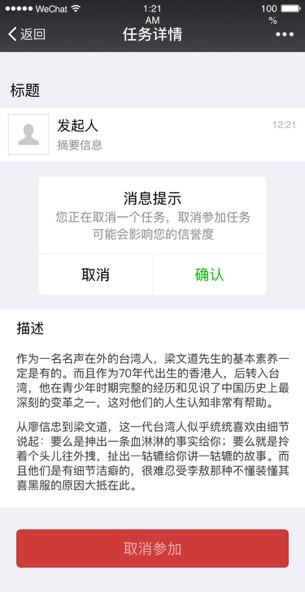 WeChat 1:21 AM 100 %
返回 任务详情
标题
发起人 12:21
摘要信息
消息提示
您正在取消一个任务，取消参加任务
可能会影响您的信誉度
取消 确认
描述
作为一名名声在外的台湾人，梁文道先生的基本素养一
定是有的。而且作为70年代出生的香港人，后转入台
湾，他在青少年时期完整的经历和见识了中国历史上最
深刻的变革之一，这对他们的人生认知非常有帮助。
从廖信忠到梁文道，这一代台湾人似乎统统喜欢由细节
说起：要么是抻出一条血淋淋的事实给你；要么就是拎
着个头儿往外拽，扯出一轱辘给你讲一轱辘的故事。而
且他们是有细节洁癖的，很难忍受李敖那种不懂装懂其
喜黑服的原因大抵在此。
取消参加